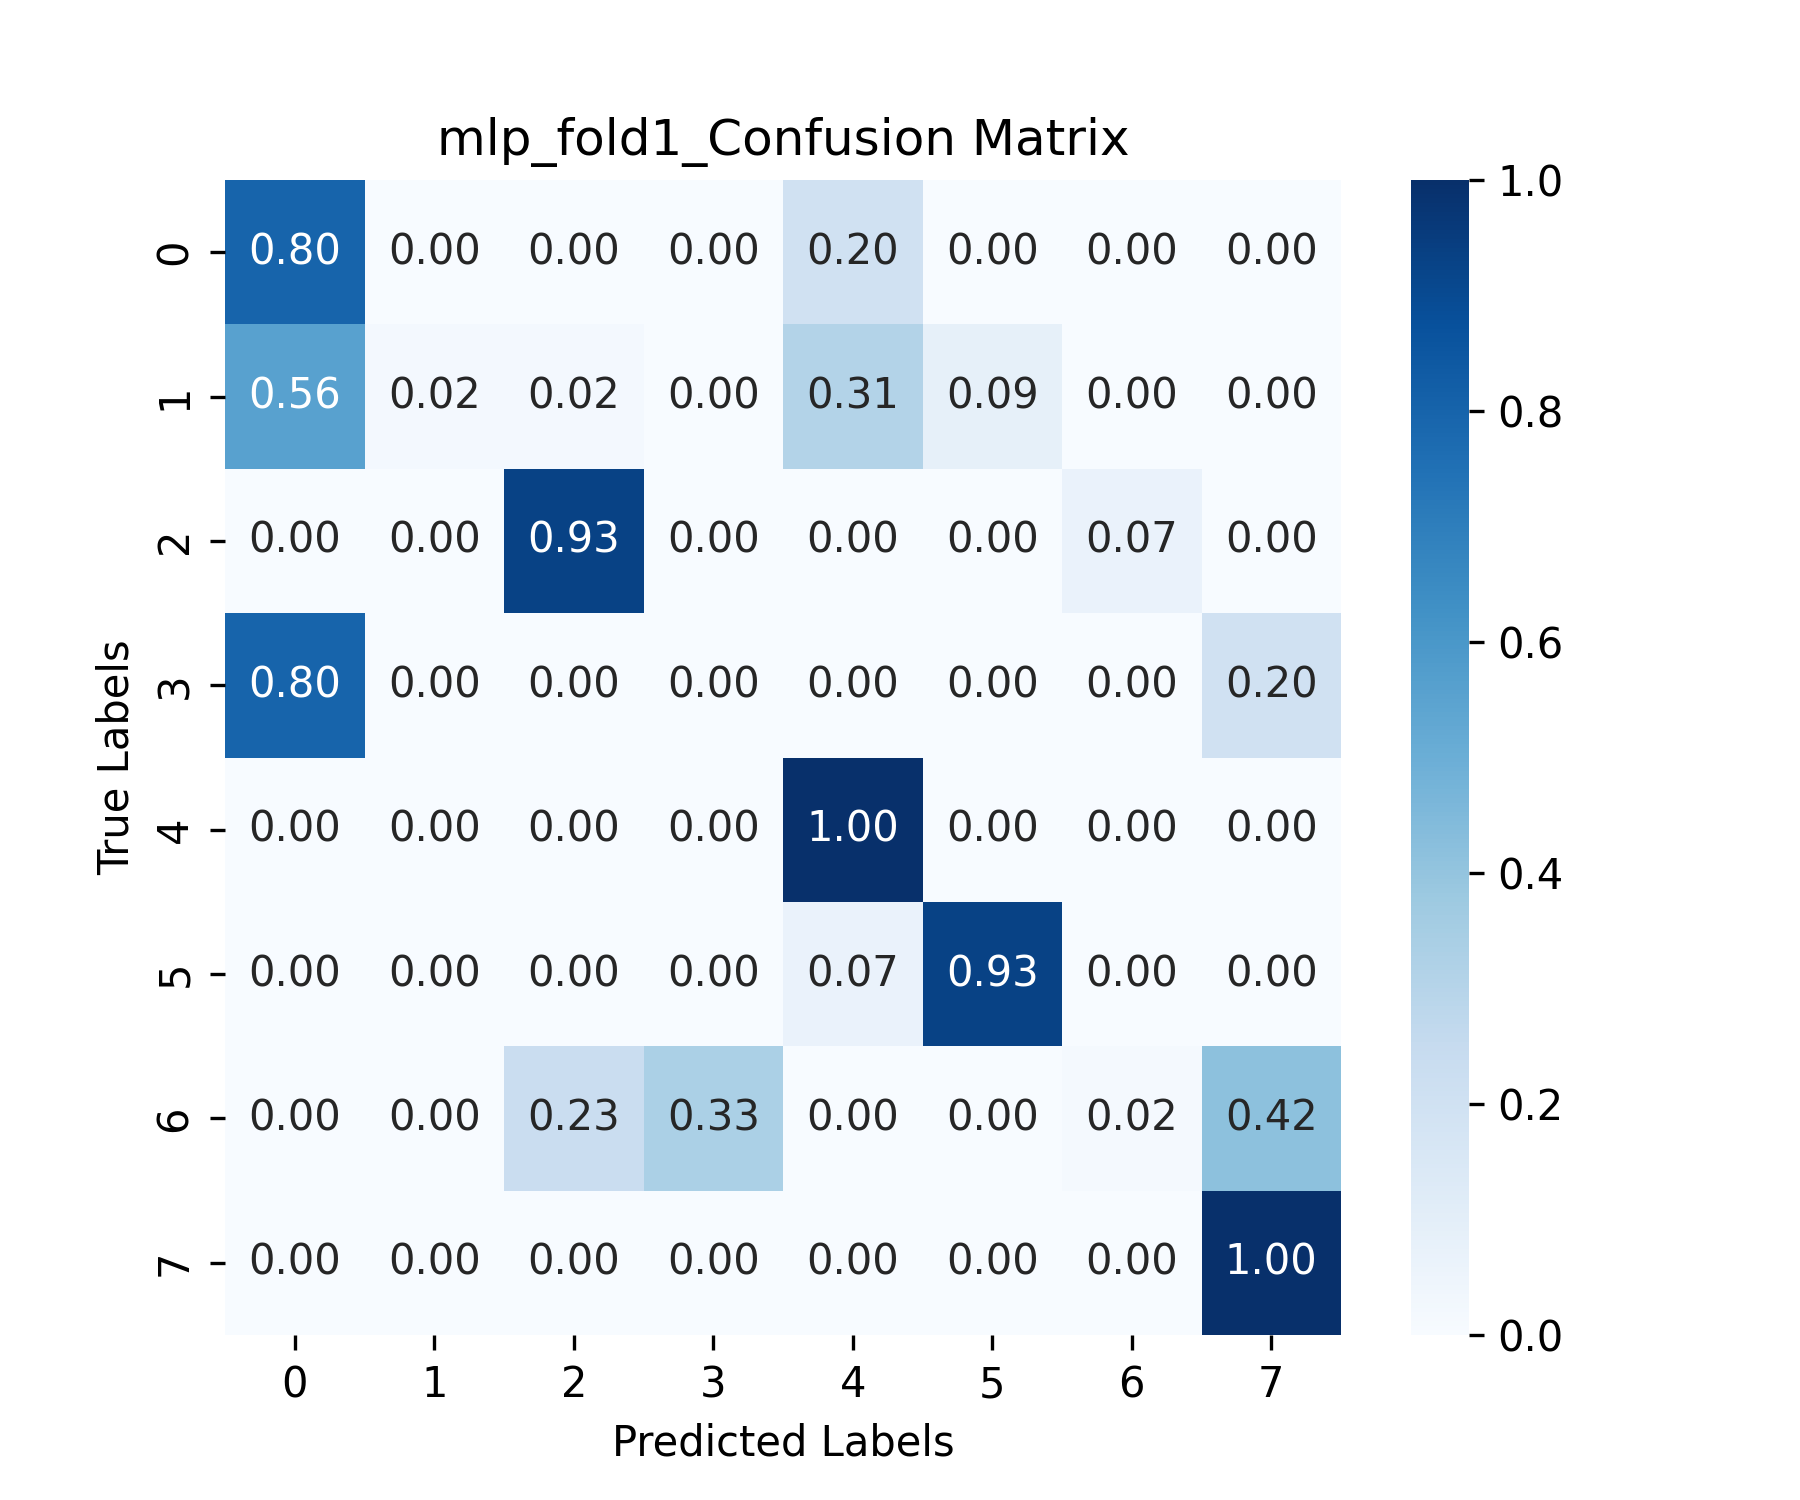 mlp_fold1_Confusion Matrix
0 0.80 0.00 0.00 0.00 0.20 0.00 0.00 0.00
1 0.56 0.02 0.02 0.00 0.31 0.09 0.00 0.00
2 0.00 0.00 0.93 0.00 0.00 0.00 0.07 0.00
3 0.80 0.00 0.00 0.00 0.00 0.00 0.00 0.20
4 0.00 0.00 0.00 0.00 1.00 0.00 0.00 0.00
5 0.00 0.00 0.00 0.00 0.07 0.93 0.00 0.00
6 0.00 0.00 0.23 0.33 0.00 0.00 0.02 0.42
7 0.00 0.00 0.00 0.00 0.00 0.00 0.00 1.00
0 1 2 3 4 5 6 7
Predicted Labels
True Labels
1.0
0.8
0.6
0.4
0.2
0.0